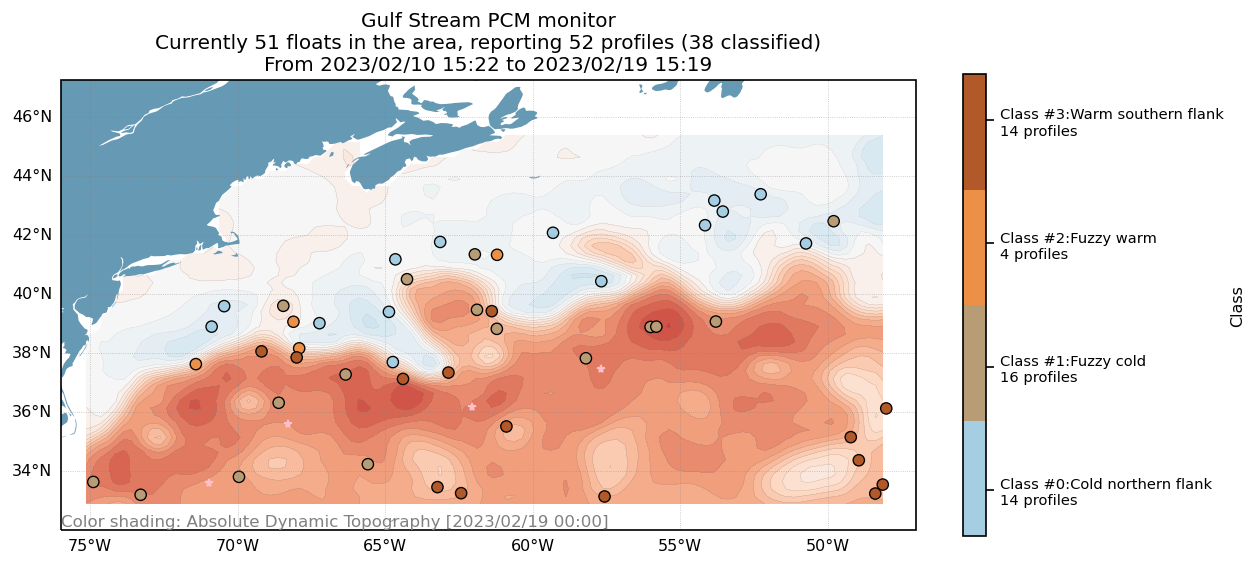 Gulf Stream PCM monitor
Currently 51 floats in the area, reporting 52 profiles (38 classified)
From 2023/02/10 15:22 to 2023/02/19 15:19
46°N
44°N
42°N
40°N
38°N
36°N
34°N
Color shading: Absolute Dynamic Topography [2023/02/19 00:00]
75°W 70°W 65°W 60°W 55°W 50°W
Class #3:Warm southern flank
14 profiles
Class #2:Fuzzy warm
4 profiles
Class #1:Fuzzy cold
16 profiles
Class #0:Cold northern flank
14 profiles
Class